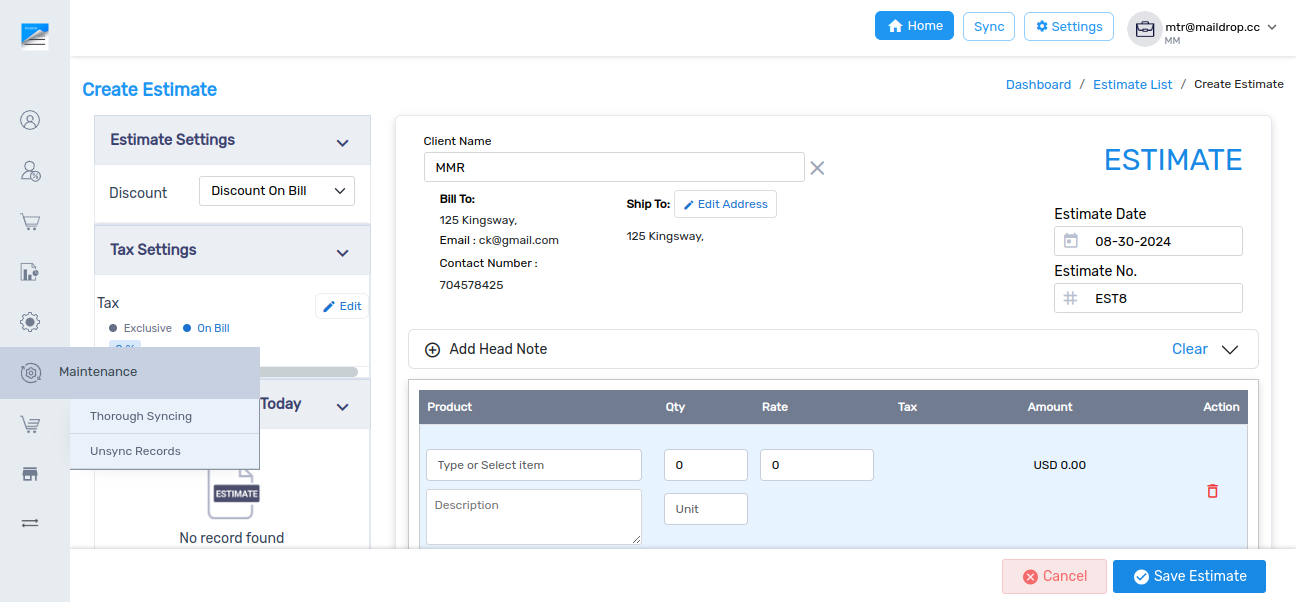 Home
Sync
Settings
mtr@maildrop.cc
MM
Create Estimate
Dashboard / Estimate List / Create Estimate
Estimate Settings
Discount
Discount On Bill
Tax Settings
Tax
Edit
Exclusive
On Bill
Maintenance
Thorough Syncing
Unsync Records
Today
ESTIMATE
No record found
Client Name
MMR
ESTIMATE
Bill To:
125 Kingsway,
Email : ck@gmail.com
Contact Number :
704578425
Ship To:
Edit Address
125 Kingsway,
Estimate Date
08-30-2024
Estimate No.
EST8
Add Head Note
Clear
Product Qty Rate Tax Amount Action
Type or Select item
0
0
USD 0.00
Description
Unit
Cancel
Save Estimate